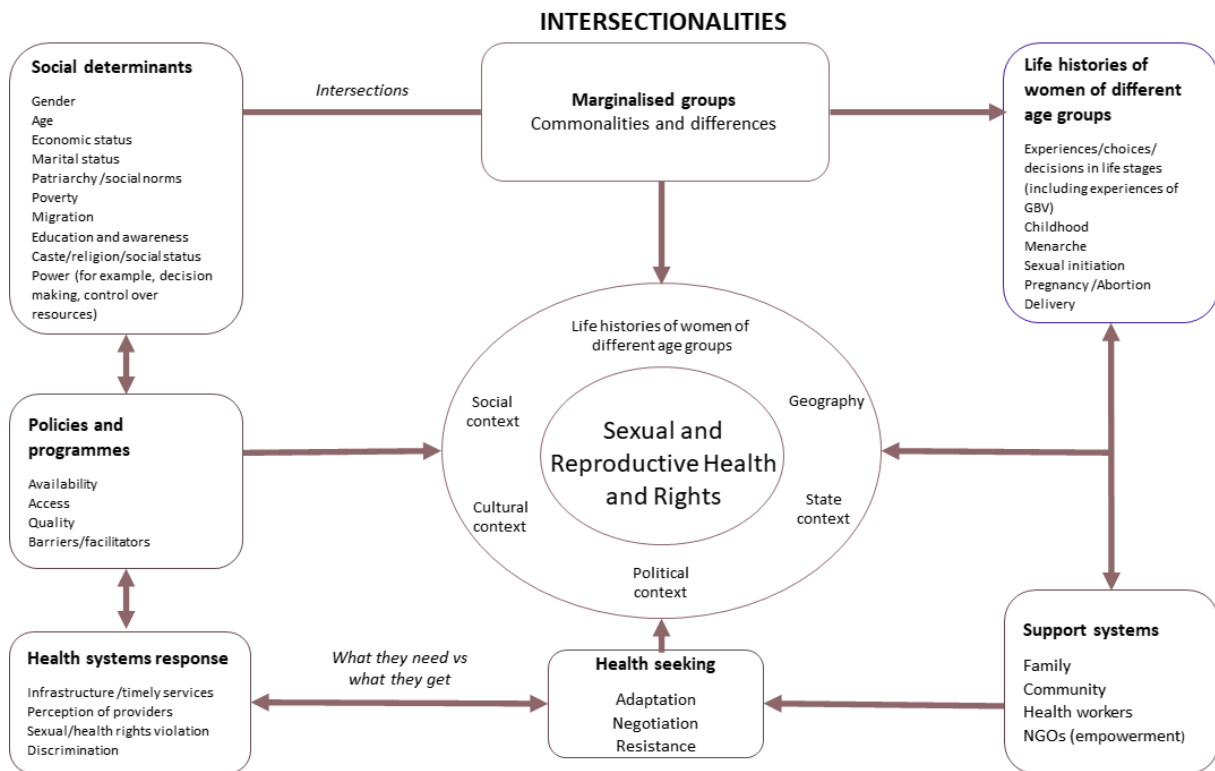 INTERSECTIONALITIES
Social determinants
Gender
Age
Economic status
Marital status
Patriarchy/social norms
Poverty
Migration
Education and awareness
Caste/religion/social status
Power (for example, decision
making, control over
resources)
Intersections
Marginalised groups
Commonalities and differences
Life histories of
women of different
age groups
Experiences/choices/
decisions in life stages
(including experiences of
GBV)
Childhood
Menarche
Sexual initiation
Pregnancy/Abortion
Delivery
Policies and
programmes
Availability
Access
Quality
Barriers/facilitators
Life histories of women of
different age groups
Social
context
Geography
Sexual and
Reproductive Health
and Rights
Cultural
context
State
context
Political
context
Health systems response
Infrastructure/timely services
Perception of providers
Sexual/health rights violation
Discrimination
What they need vs
what they get
Health seeking
Adaptation
Negotiation
Resistance
Support systems
Family
Community
Health workers
NGOs (empowerment)